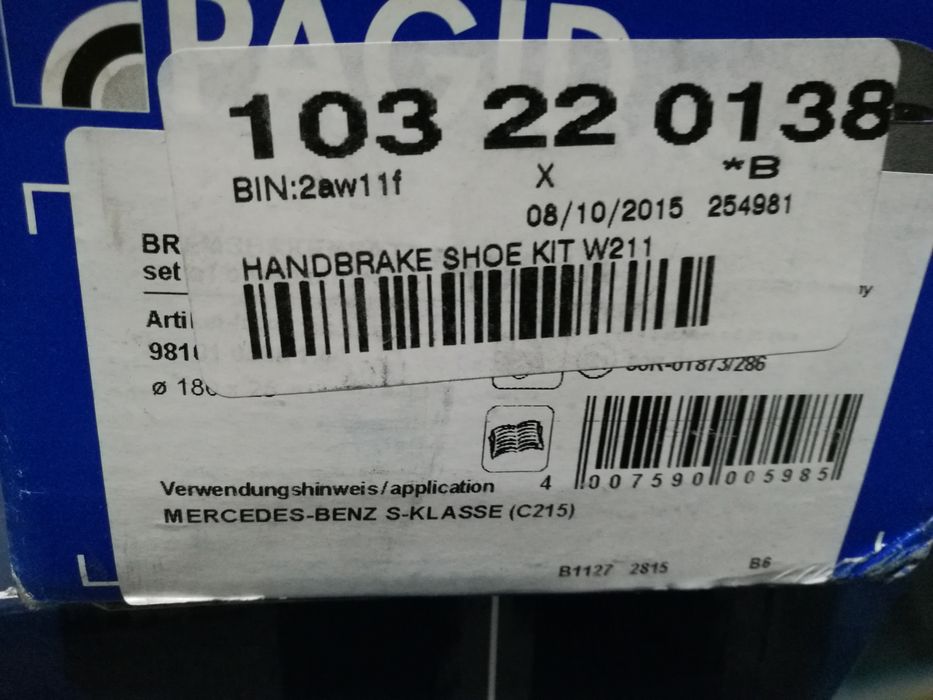 PAGID
103 22 0138
BIN:2aw11f X *B
08/10/2015 254981
HANDBRAKE SHOE KIT W211
BR
set
Arti
981
ø 18
4 007590 005985
Verwendungshinweis/application
MERCEDES-BENZ S-KLASSE (C215)
B1127 2815 B6